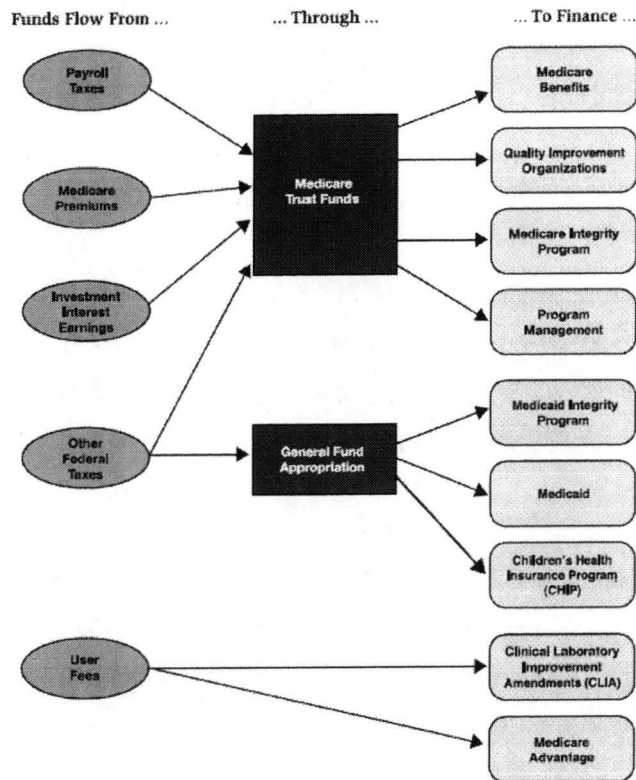 Funds Flow From ...
... Through ...
... To Finance ...
Payroll
Taxes
Medicare
Premiums
Investment
Interest
Earnings
Other
Federal
Taxes
User
Fees
Medicare
Trust Funds
General Fund
Appropriation
Medicare
Benefits
Quality Improvement
Organizations
Medicare Integrity
Program
Program
Management
Medicaid Integrity
Program
Medicaid
Children's Health
Insurance Program
(CHIP)
Clinical Laboratory
Improvement
Amendments (CLIA)
Medicare
Advantage